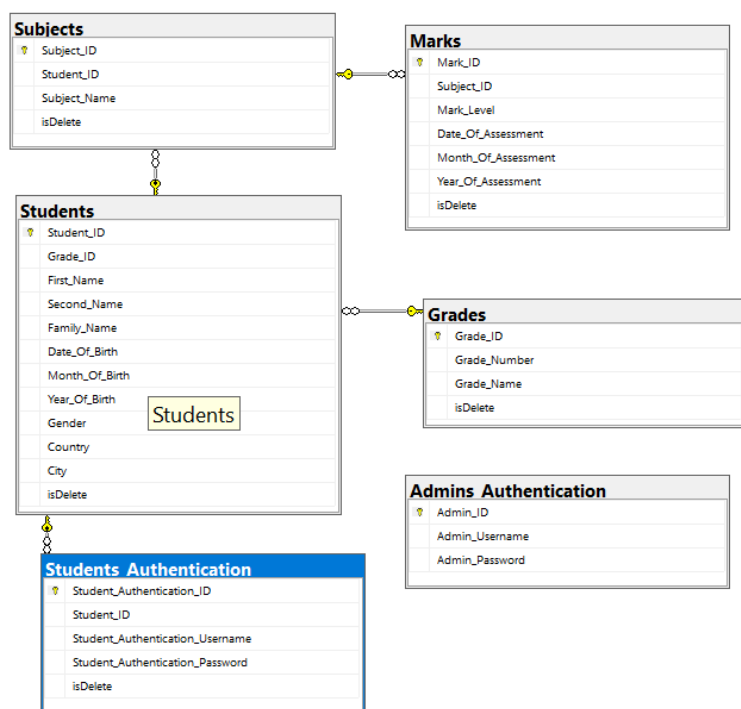 Subjects
Subject_ID
Student_ID
Subject_Name
isDelete
Marks
Mark_ID
Subject_ID
Mark_Level
Date_Of_Assessment
Month_Of_Assessment
Year_Of_Assessment
isDelete
Students
Student_ID
Grade_ID
First_Name
Second_Name
Family_Name
Date_Of_Birth
Month_Of_Birth
Year_Of_Birth
Gender
Country
City
isDelete
Students
Grades
Grade_ID
Grade_Number
Grade_Name
isDelete
Admins_Authentication
Admin_ID
Admin_Username
Admin_Password
Students_Authentication
Student_Authentication_ID
Student_ID
Student_Authentication_Username
Student_Authentication_Password
isDelete